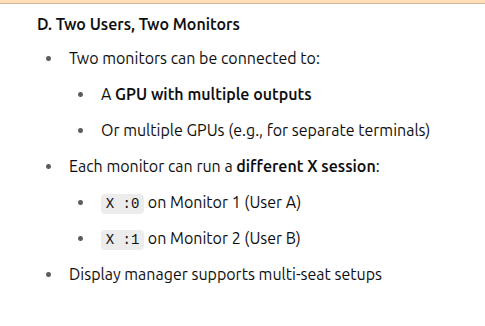 D. Two Users, Two Monitors
• Two monitors can be connected to:
• A GPU with multiple outputs
• Or multiple GPUs (e.g., for separate terminals)
• Each monitor can run a different X session:
• X :0 on Monitor 1 (User A)
• X :1 on Monitor 2 (User B)
• Display manager supports multi-seat setups